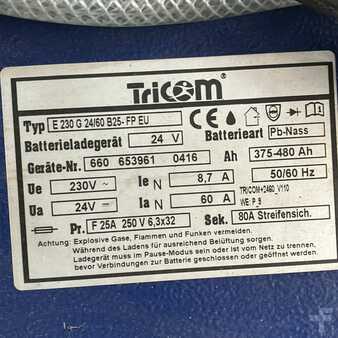 TriCOM®
Typ E 230 G 24/60 B25-FP EU CE
Batterieladegerät 24 V Batterieart Pb-Nass
Geräte-Nr. 660 653961 0416 Ah 375-480 Ah
Ue 230V~ Ie N 8,7 A 50/60 Hz
Ua 24V Ia N 60 A TRICOM+2460_V110
WE: P_9
Pr. F 25A 250 V 6,3x32 Sek. 80A Streifensich.
Achtung: Explosive Gase, Flammen und Funken vermeiden.
Während des Ladens für ausreichende Belüftung sorgen.
Ladegerät muss im Pause-Modus sein oder ist vom Netz zu trennen,
bevor Verbindungen zur Batterie geschlossen oder geöffnet werden.